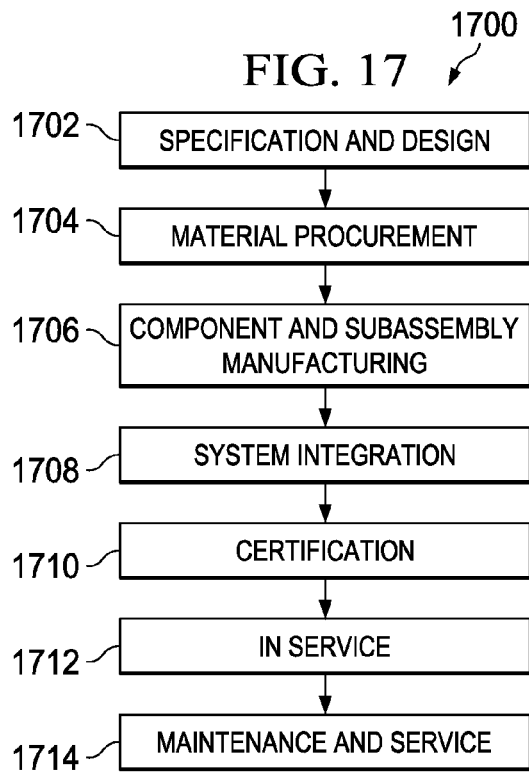 1700
FIG. 17
1702
SPECIFICATION AND DESIGN
1704
MATERIAL PROCUREMENT
1706
COMPONENT AND SUBASSEMBLY
MANUFACTURING
1708
SYSTEM INTEGRATION
1710
CERTIFICATION
1712
IN SERVICE
1714
MAINTENANCE AND SERVICE